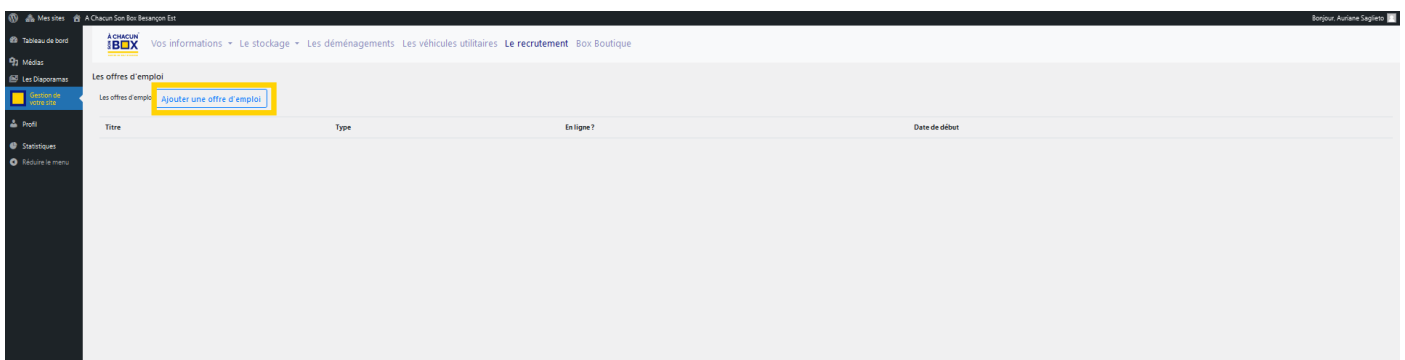 Mes sites A Chacun Son Box Besançon Est Bonjour, Auriane Saglieto
Tableau de bord
Médias
Les Diaporamas
Gestion de
votre site
Profil
Statistiques
Réduire le menu
À CHACUN
SON BOX
Vos informations Le stockage Les déménagements Les véhicules utilitaires Le recrutement Box Boutique
Les offres d'emploi
Les offres d'emplo Ajouter une offre d'emploi
Titre Type En ligne ? Date de début